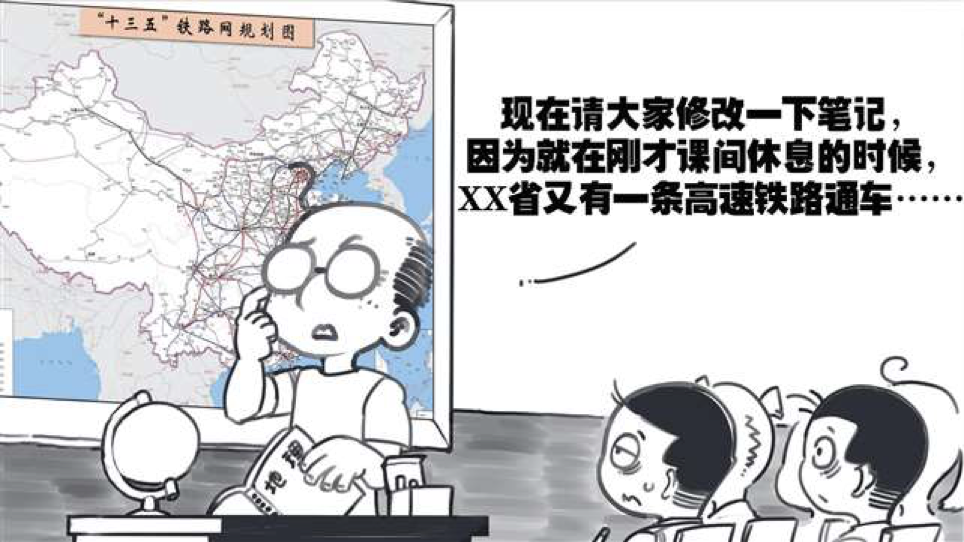 “十三五”铁路网规划图
现在请大家修改一下笔记，
因为就在刚才课间休息的时候，
XX省又有一条高速铁路通车……
地理